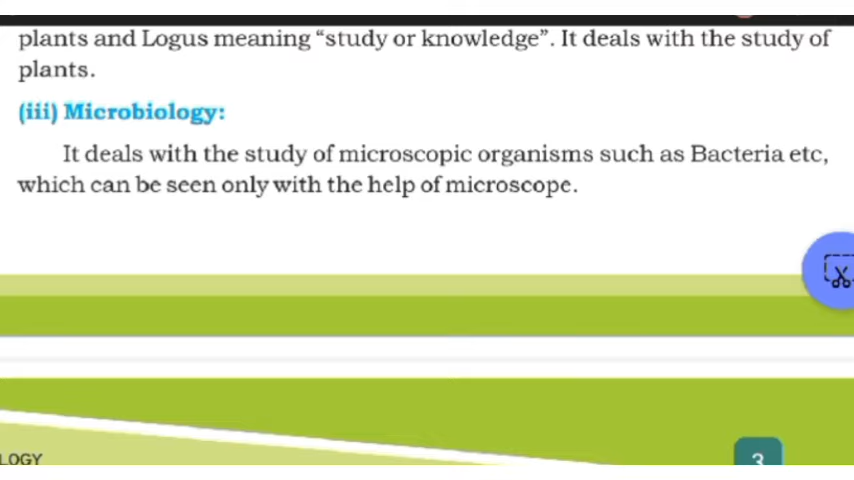 plants and Logus meaning “study or knowledge”. It deals with the study of
plants.
(iii) Microbiology:
It deals with the study of microscopic organisms such as Bacteria etc,
which can be seen only with the help of microscope.
LOGY
3